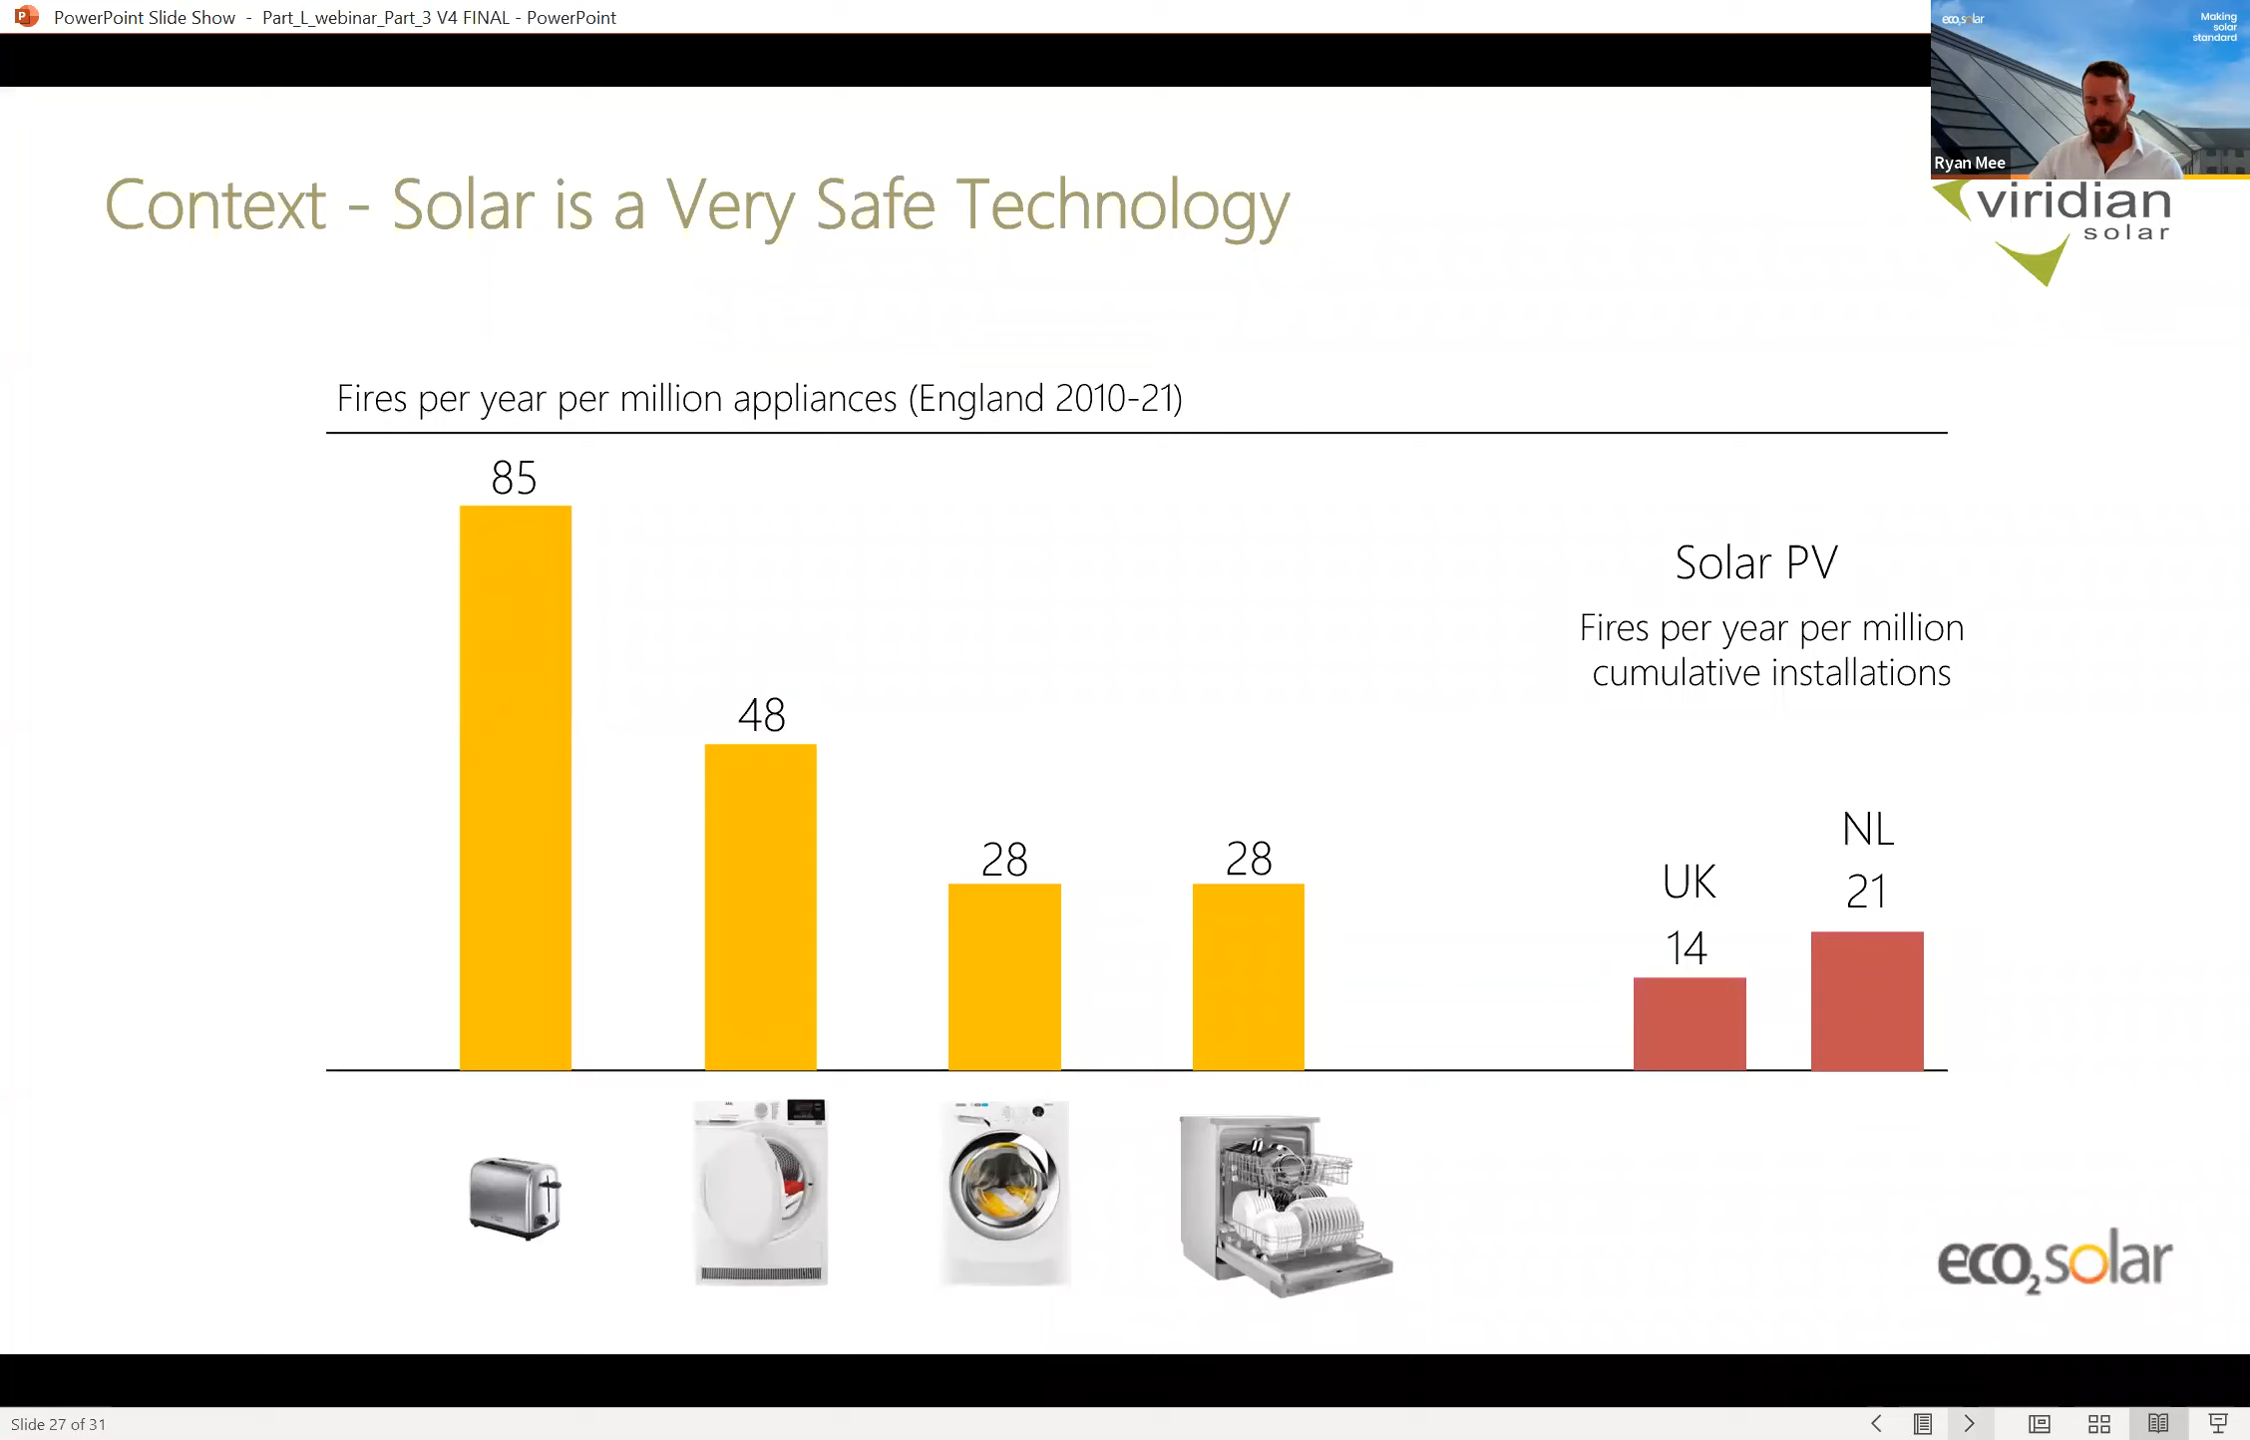 PowerPoint Slide Show - Part_L_webinar_Part_3 V4 FINAL - PowerPoint
eco2solar
Making
solar
standard
Ryan Mee
viridian
solar
Context - Solar is a Very Safe Technology
Fires per year per million appliances (England 2010-21)
85
48
28
28
Solar PV
Fires per year per million
cumulative installations
UK
14
NL
21
eco2solar
Slide 27 of 31